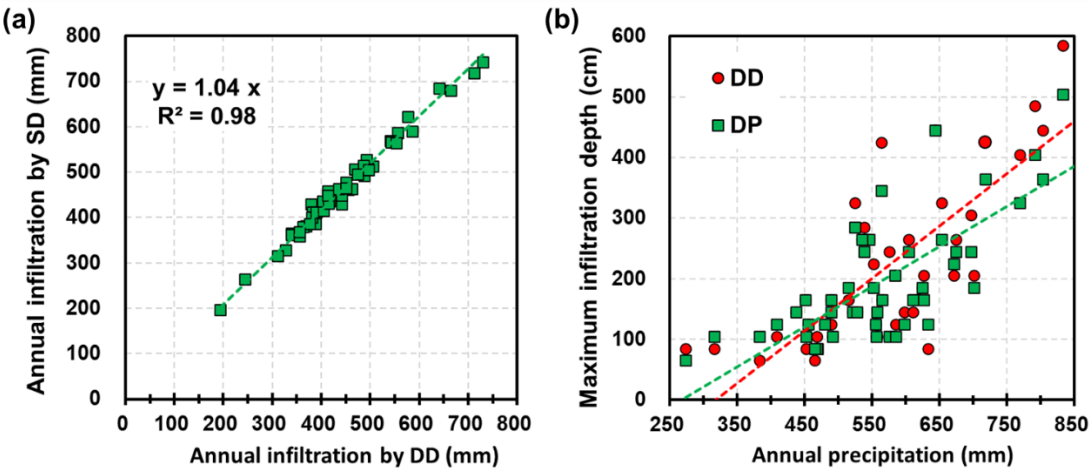 (a)
Annual infiltration by SD (mm)
800
700
600
500
400
300
200
100
0
y = 1.04 x
R² = 0.98
0 100 200 300 400 500 600 700 800
Annual infiltration by DD (mm)
(b)
Maximum infiltration depth (cm)
600
500
400
300
200
100
0
DD
DP
250 450 550 650 750 850
Annual precipitation (mm)